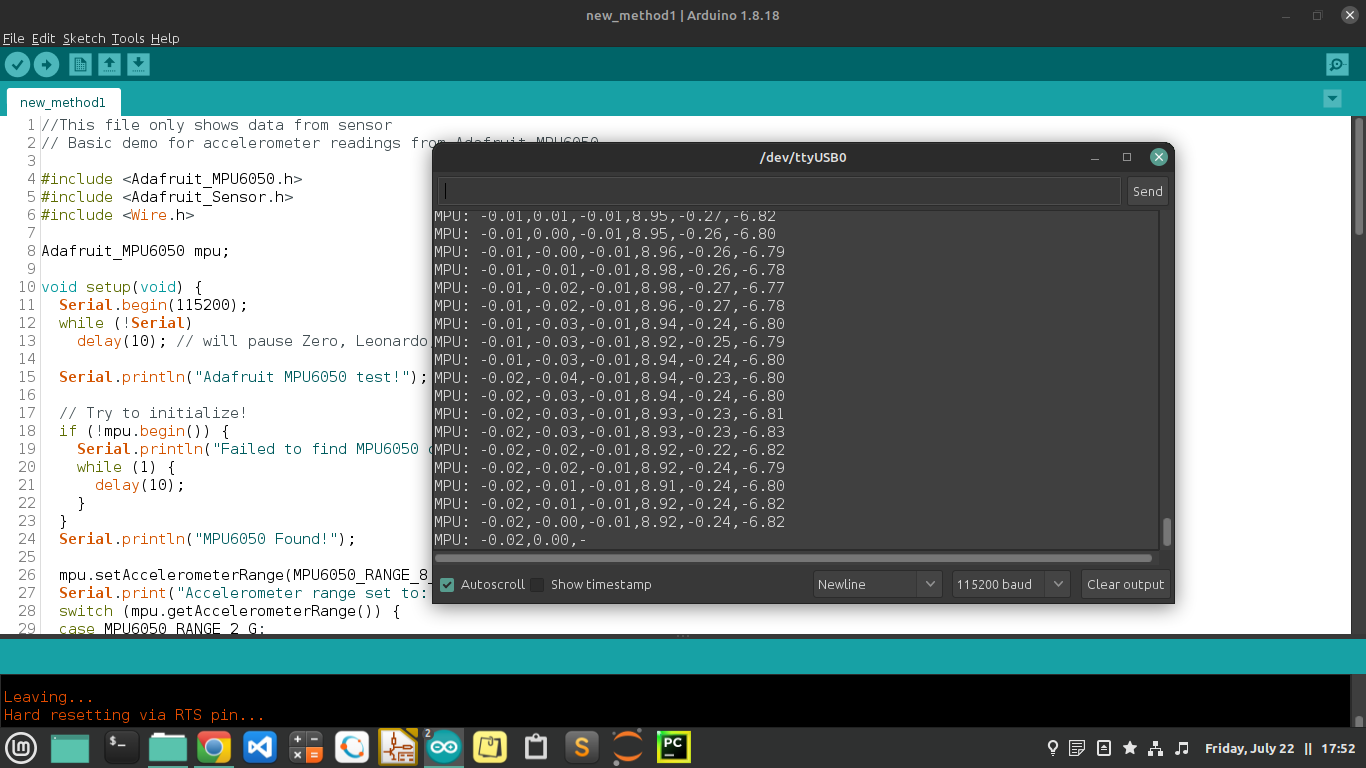 new_method1 | Arduino 1.8.18
File Edit Sketch Tools Help
new_method1
1 //This file only shows data from sensor
2 // Basic demo for accelerometer readings from Adafruit MPU6050
3
4 #include <Adafruit_MPU6050.h>
5 #include <Adafruit_Sensor.h>
6 #include <Wire.h>
7
8 Adafruit_MPU6050 mpu;
9
10 void setup(void) {
11 Serial.begin(115200);
12 while (!Serial)
13 delay(10); // will pause Zero, Leonardo,
14
15 Serial.println("Adafruit MPU6050 test!");
16
17 // Try to initialize!
18 if (!mpu.begin()) {
19 Serial.println("Failed to find MPU6050
20 while (1) {
21 delay(10);
22 }
23 }
24 Serial.println("MPU6050 Found!");
25
26 mpu.setAccelerometerRange(MPU6050_RANGE_8_
27 Serial.print("Accelerometer range set to:
28 switch (mpu.getAccelerometerRange()) {
29 case MPU6050_RANGE_2_G:
/dev/ttyUSB0
Send
MPU: -0.01,0.01,-0.01,8.95,-0.27,-6.82
MPU: -0.01,0.00,-0.01,8.95,-0.26,-6.80
MPU: -0.01,-0.00,-0.01,8.96,-0.26,-6.79
MPU: -0.01,-0.01,-0.01,8.98,-0.26,-6.78
MPU: -0.01,-0.02,-0.01,8.98,-0.27,-6.77
MPU: -0.01,-0.02,-0.01,8.96,-0.27,-6.78
MPU: -0.01,-0.03,-0.01,8.94,-0.24,-6.80
MPU: -0.01,-0.03,-0.01,8.92,-0.25,-6.79
MPU: -0.01,-0.03,-0.01,8.94,-0.24,-6.80
MPU: -0.02,-0.04,-0.01,8.94,-0.23,-6.80
MPU: -0.02,-0.03,-0.01,8.94,-0.24,-6.80
MPU: -0.02,-0.03,-0.01,8.93,-0.23,-6.81
MPU: -0.02,-0.03,-0.01,8.93,-0.23,-6.83
MPU: -0.02,-0.02,-0.01,8.92,-0.22,-6.82
MPU: -0.02,-0.02,-0.01,8.92,-0.24,-6.79
MPU: -0.02,-0.01,-0.01,8.91,-0.24,-6.80
MPU: -0.02,-0.01,-0.01,8.92,-0.24,-6.82
MPU: -0.02,-0.00,-0.01,8.92,-0.24,-6.82
MPU: -0.02,0.00,-
Autoscroll Show timestamp Newline 115200 baud Clear output
Leaving...
Hard resetting via RTS pin...
2
S
PC
Friday, July 22 || 17:52